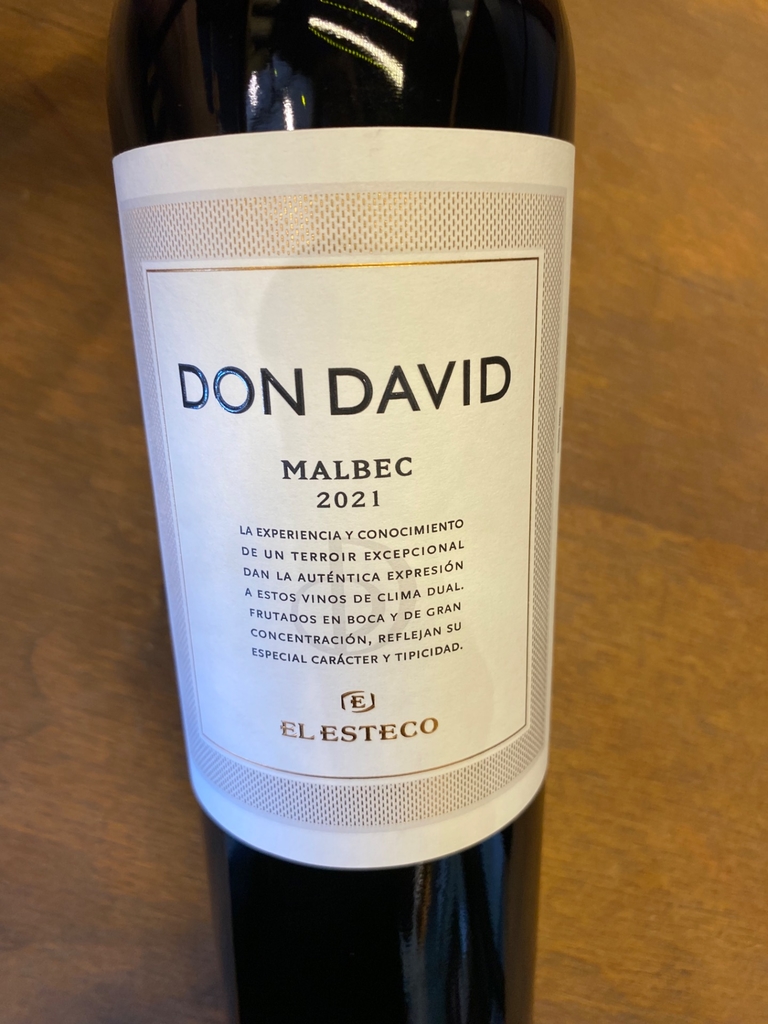 DON DAVID
MALBEC
2021
LA EXPERIENCIA Y CONOCIMIENTO
DE UN TERROIR EXCEPCIONAL
DAN LA AUTÉNTICA EXPRESIÓN
A ESTOS VINOS DE CLIMA DUAL.
FRUTADOS EN BOCA Y DE GRAN
CONCENTRACIÓN, REFLEJAN SU
ESPECIAL CARÁCTER Y TIPICIDAD.
E
EL ESTECO